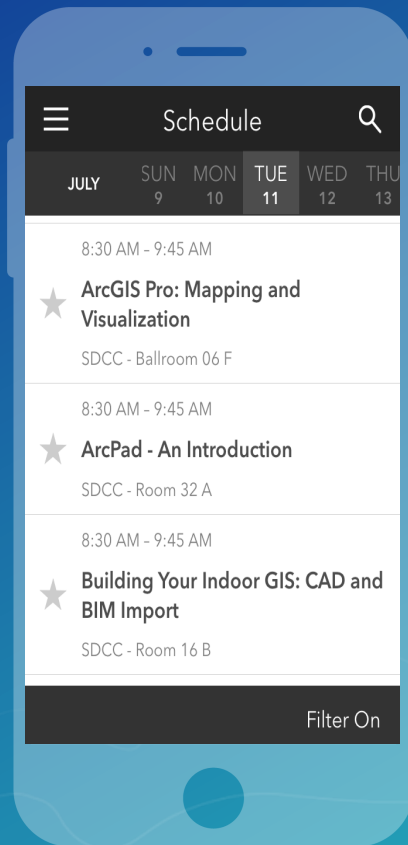 Schedule
JULY
SUN MON TUE WED THU
9 10 11 12 13
8:30 AM – 9:45 AM
ArcGIS Pro: Mapping and
Visualization
SDCC - Ballroom 06 F
8:30 AM – 9:45 AM
ArcPad - An Introduction
SDCC - Room 32 A
8:30 AM – 9:45 AM
Building Your Indoor GIS: CAD and
BIM Import
SDCC - Room 16 B
Filter On